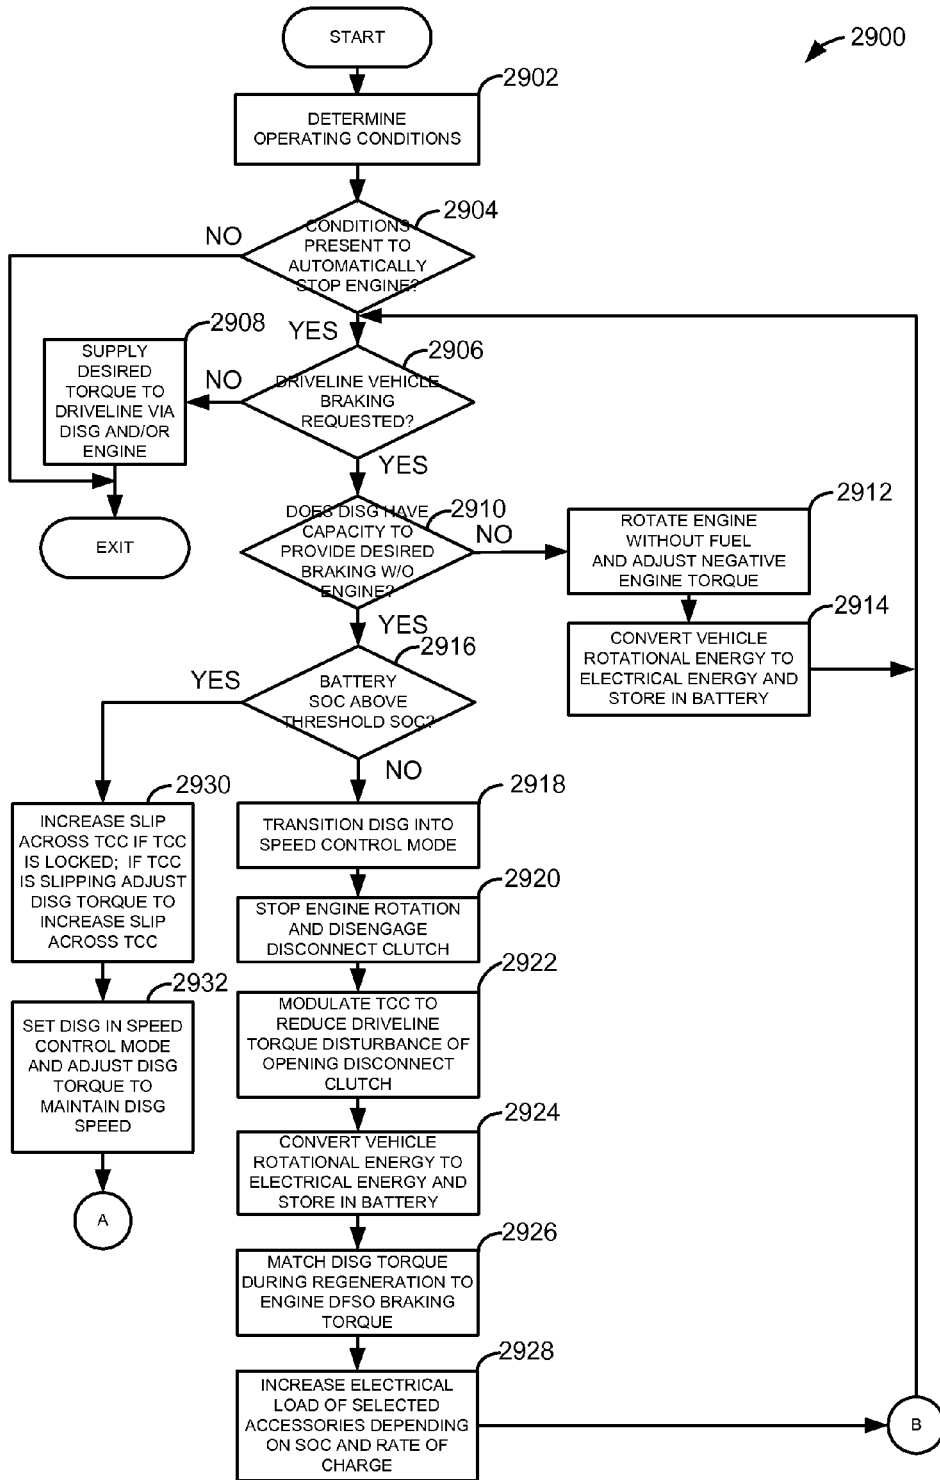 START
2900
2902
DETERMINE
OPERATING CONDITIONS
2904
NO
CONDITIONS
PRESENT TO
AUTOMATICALLY
STOP ENGINE?
YES
2908
SUPPLY
DESIRED
TORQUE TO
DRIVELINE VIA
DISG AND/OR
ENGINE
NO
2906
DRIVELINE VEHICLE
BRAKING
REQUESTED?
YES
EXIT
2910
DOES DISG HAVE
CAPACITY TO
PROVIDE DESIRED
BRAKING W/O
ENGINE?
NO
2912
ROTATE ENGINE
WITHOUT FUEL
AND ADJUST NEGATIVE
ENGINE TORQUE
2914
CONVERT VEHICLE
ROTATIONAL ENERGY TO
ELECTRICAL ENERGY AND
STORE IN BATTERY
YES
2916
YES
BATTERY
SOC ABOVE
THRESHOLD SOC?
NO
2930
INCREASE SLIP
ACROSS TCC IF TCC
IS LOCKED; IF TCC
IS SLIPPING ADJUST
DISG TORQUE TO
INCREASE SLIP
ACROSS TCC
2932
SET DISG IN SPEED
CONTROL MODE
AND ADJUST DISG
TORQUE TO
MAINTAIN DISG
SPEED
A
2918
TRANSITION DISG INTO
SPEED CONTROL MODE
2920
STOP ENGINE ROTATION
AND DISENGAGE
DISCONNECT CLUTCH
2922
MODULATE TCC TO
REDUCE DRIVELINE
TORQUE DISTURBANCE OF
OPENING DISCONNECT
CLUTCH
2924
CONVERT VEHICLE
ROTATIONAL ENERGY TO
ELECTRICAL ENERGY AND
STORE IN BATTERY
2926
MATCH DISG TORQUE
DURING REGENERATION TO
ENGINE DFSO BRAKING
TORQUE
2928
INCREASE ELECTRICAL
LOAD OF SELECTED
ACCESSORIES DEPENDING
ON SOC AND RATE OF
CHARGE
B